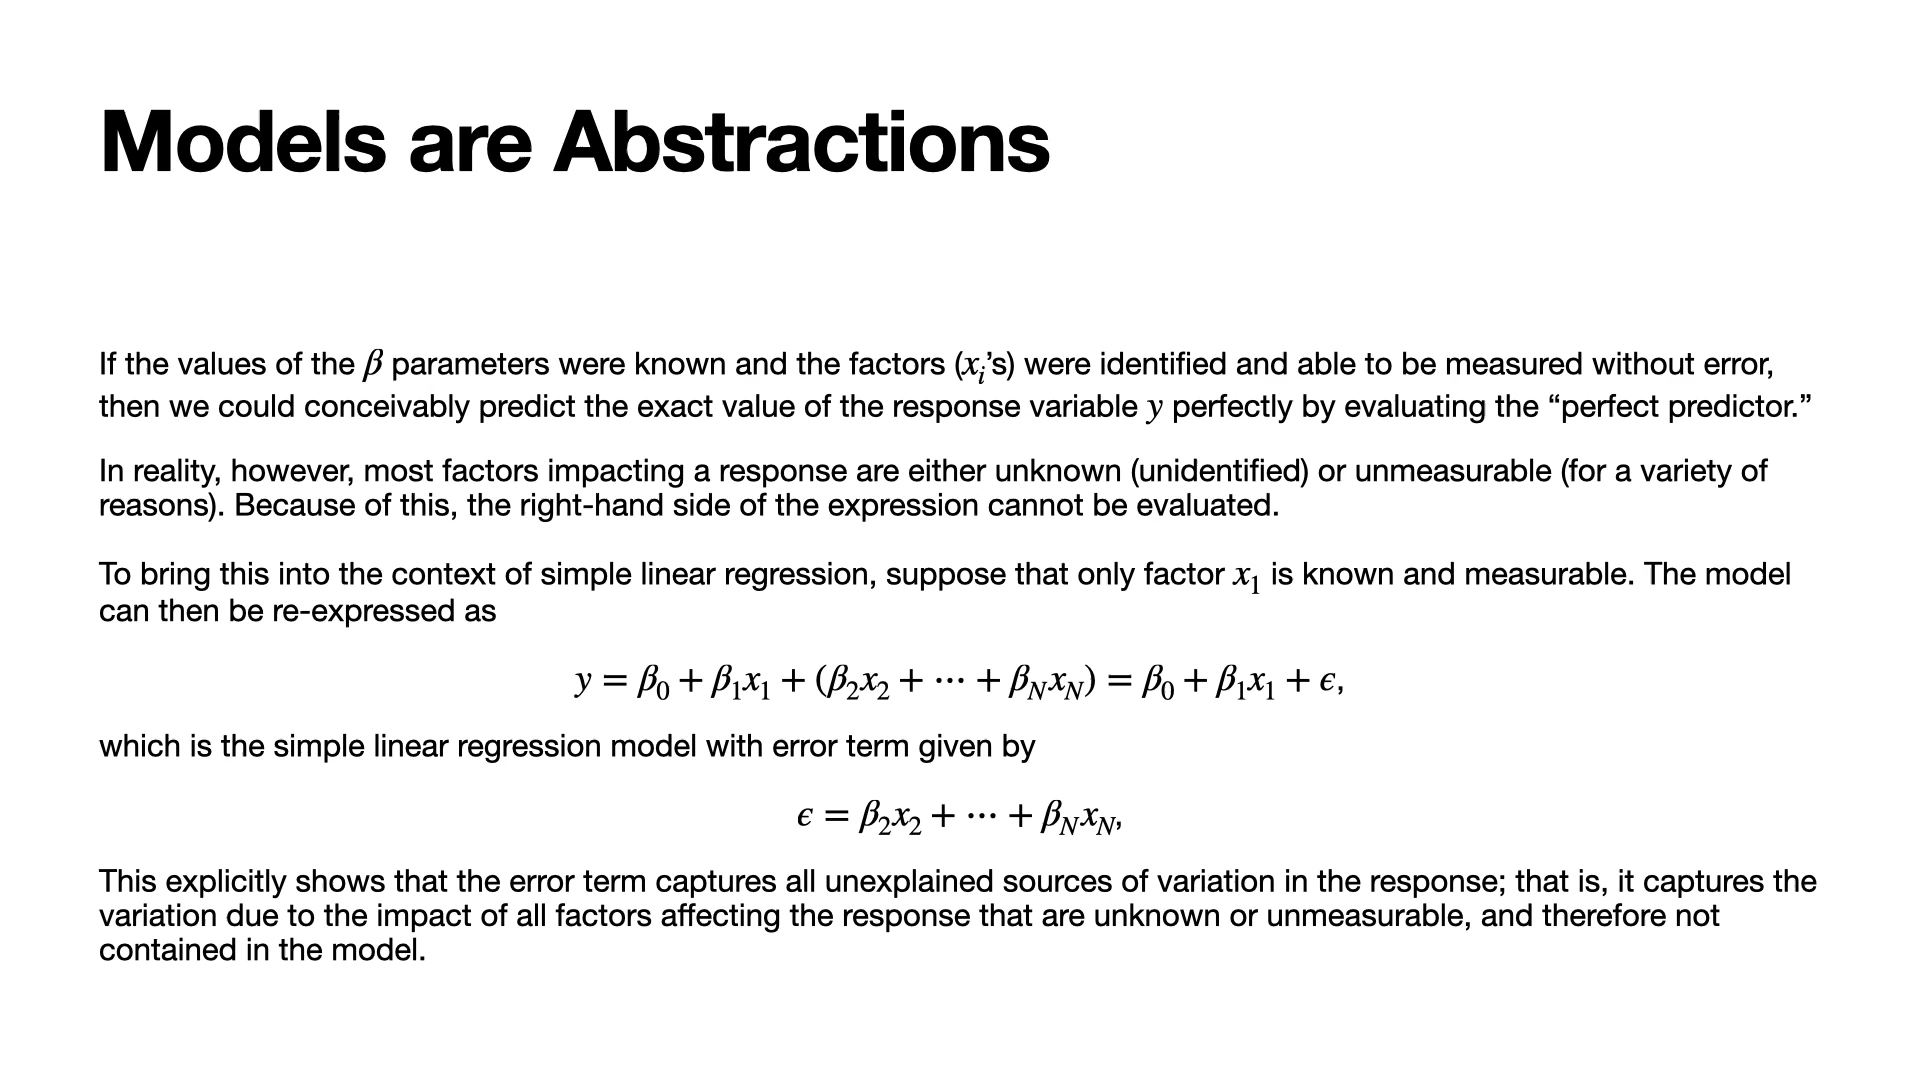 Models are Abstractions
If the values of the β parameters were known and the factors (xᵢ’s) were identified and able to be measured without error,
then we could conceivably predict the exact value of the response variable y perfectly by evaluating the “perfect predictor.”
In reality, however, most factors impacting a response are either unknown (unidentified) or unmeasurable (for a variety of
reasons). Because of this, the right-hand side of the expression cannot be evaluated.
To bring this into the context of simple linear regression, suppose that only factor x₁ is known and measurable. The model
can then be re-expressed as
y = β₀ + β₁x₁ + (β₂x₂ + ⋯ + β_N x_N) = β₀ + β₁x₁ + ϵ,
which is the simple linear regression model with error term given by
ϵ = β₂x₂ + ⋯ + β_N x_N,
This explicitly shows that the error term captures all unexplained sources of variation in the response; that is, it captures the
variation due to the impact of all factors affecting the response that are unknown or unmeasurable, and therefore not
contained in the model.